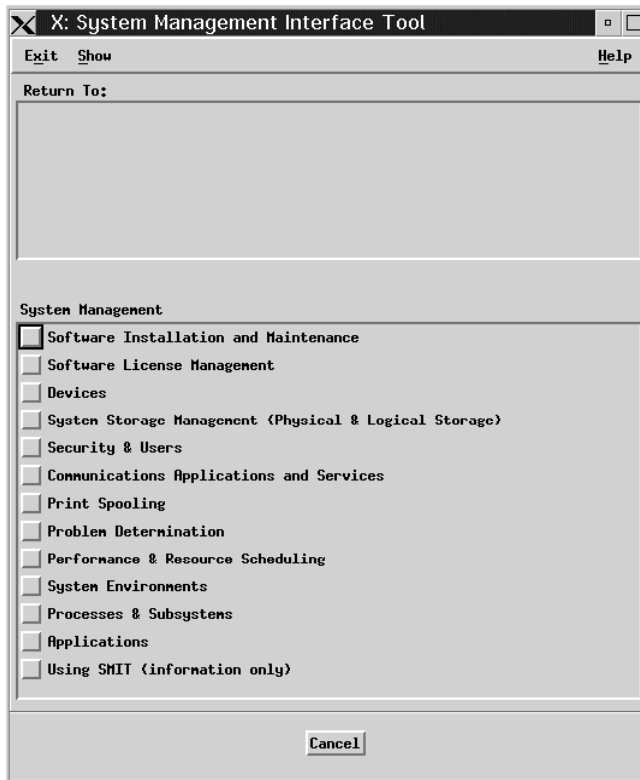 X: System Management Interface Tool
Exit Show Help
Return To:
System Management
Software Installation and Maintenance
Software License Management
Devices
System Storage Management (Physical & Logical Storage)
Security & Users
Communications Applications and Services
Print Spooling
Problem Determination
Performance & Resource Scheduling
System Environments
Processes & Subsystems
Applications
Using SMIT (information only)
Cancel